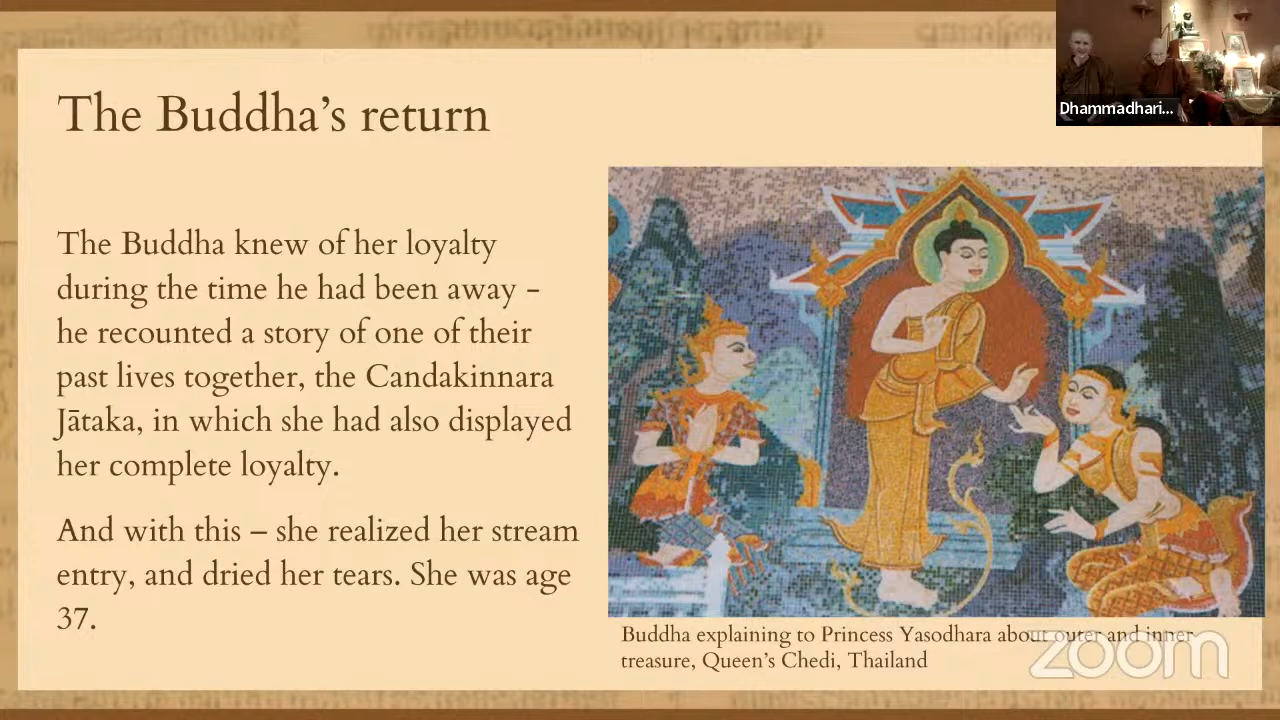 The Buddha's return
Dhammadhari...
The Buddha knew of her loyalty
during the time he had been away -
he recounted a story of one of their
past lives together, the Candakinnara
Jātaka, in which she had also displayed
her complete loyalty.
And with this – she realized her stream
entry, and dried her tears. She was age
37.
Buddha explaining to Princess Yasodhara about outer and inner
treasure, Queen's Chedi, Thailand
zoom